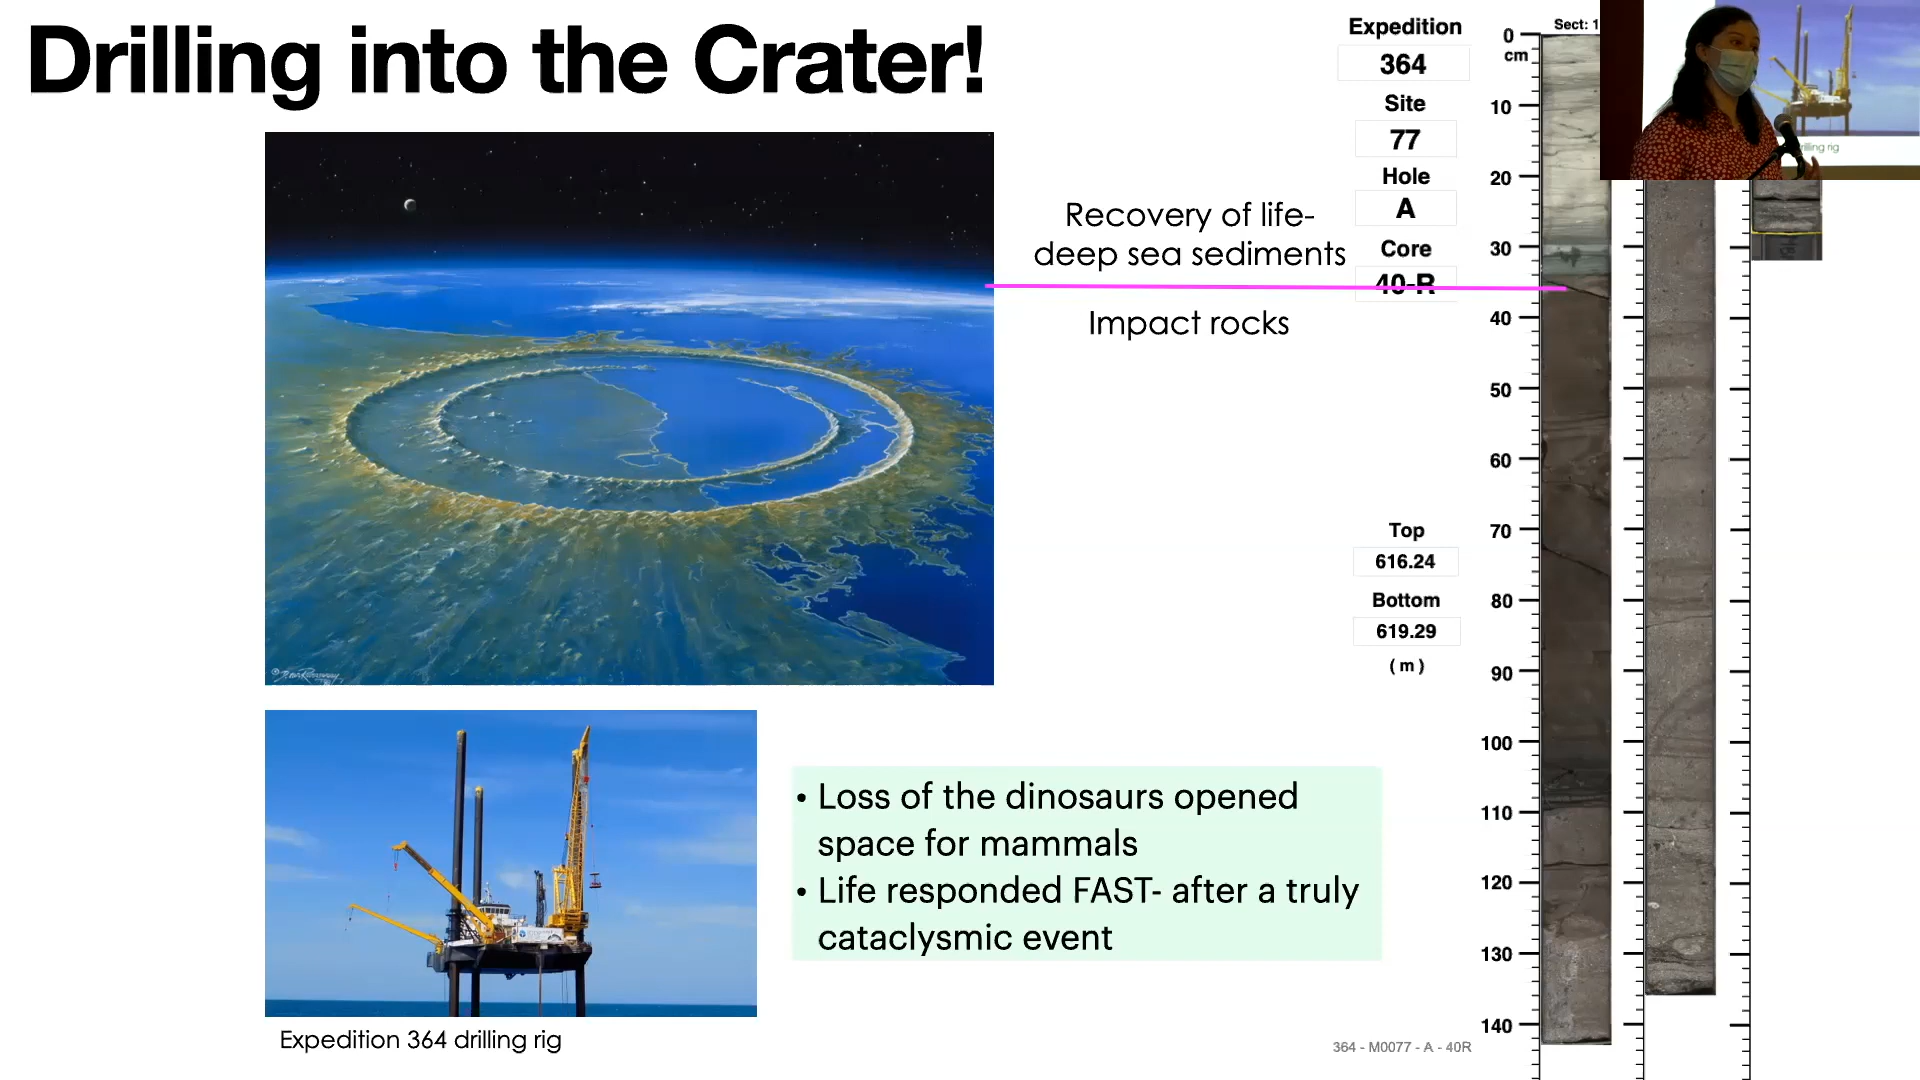 Drilling into the Crater!
Recovery of life-
deep sea sediments
Impact rocks
Expedition
364
Site
77
Hole
A
Core
40-R
Top
616.24
Bottom
619.29
( m )
Sect: 1
0
cm
10
20
30
40
50
60
70
80
90
100
110
120
130
140
drilling rig
Loss of the dinosaurs opened
space for mammals
Life responded FAST- after a truly
cataclysmic event
Expedition 364 drilling rig
364 - M0077 - A - 40R